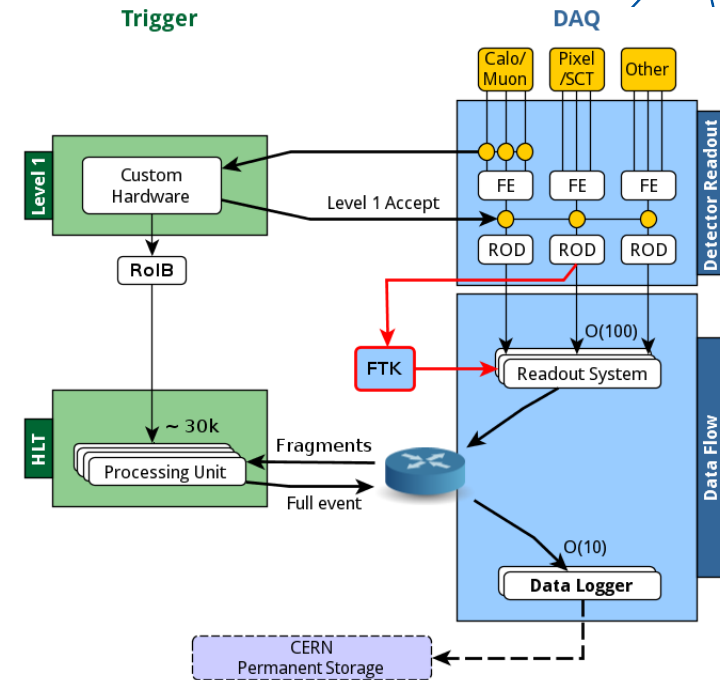 Trigger
DAQ
Calo/
Muon
Pixel
/SCT
Other
Level 1
Custom
Hardware
Level 1 Accept
FE
FE
FE
ROD
ROD
ROD
Detector Readout
RoIB
FTK
O(100)
Readout System
HLT
~ 30k
Processing Unit
Fragments
Full event
Data Flow
O(10)
Data Logger
CERN
Permanent Storage